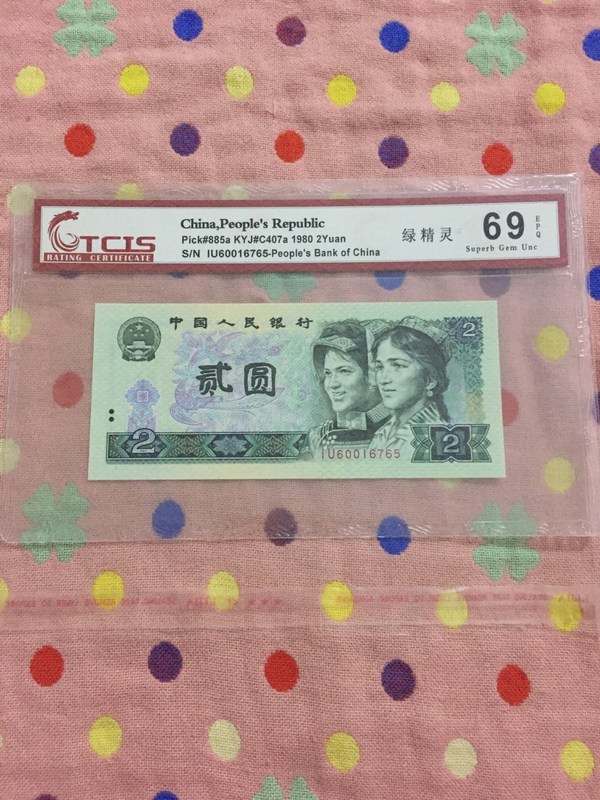 TCIS
RATING CERTIFICATE
China,People's Republic
Pick#885a KYJ#C407a 1980 2Yuan
S/N IU60016765-People's Bank of China
绿精灵
69
EPQ
Superb Gem Unc
中国人民银行
2
贰圆
2
2
IU60016765